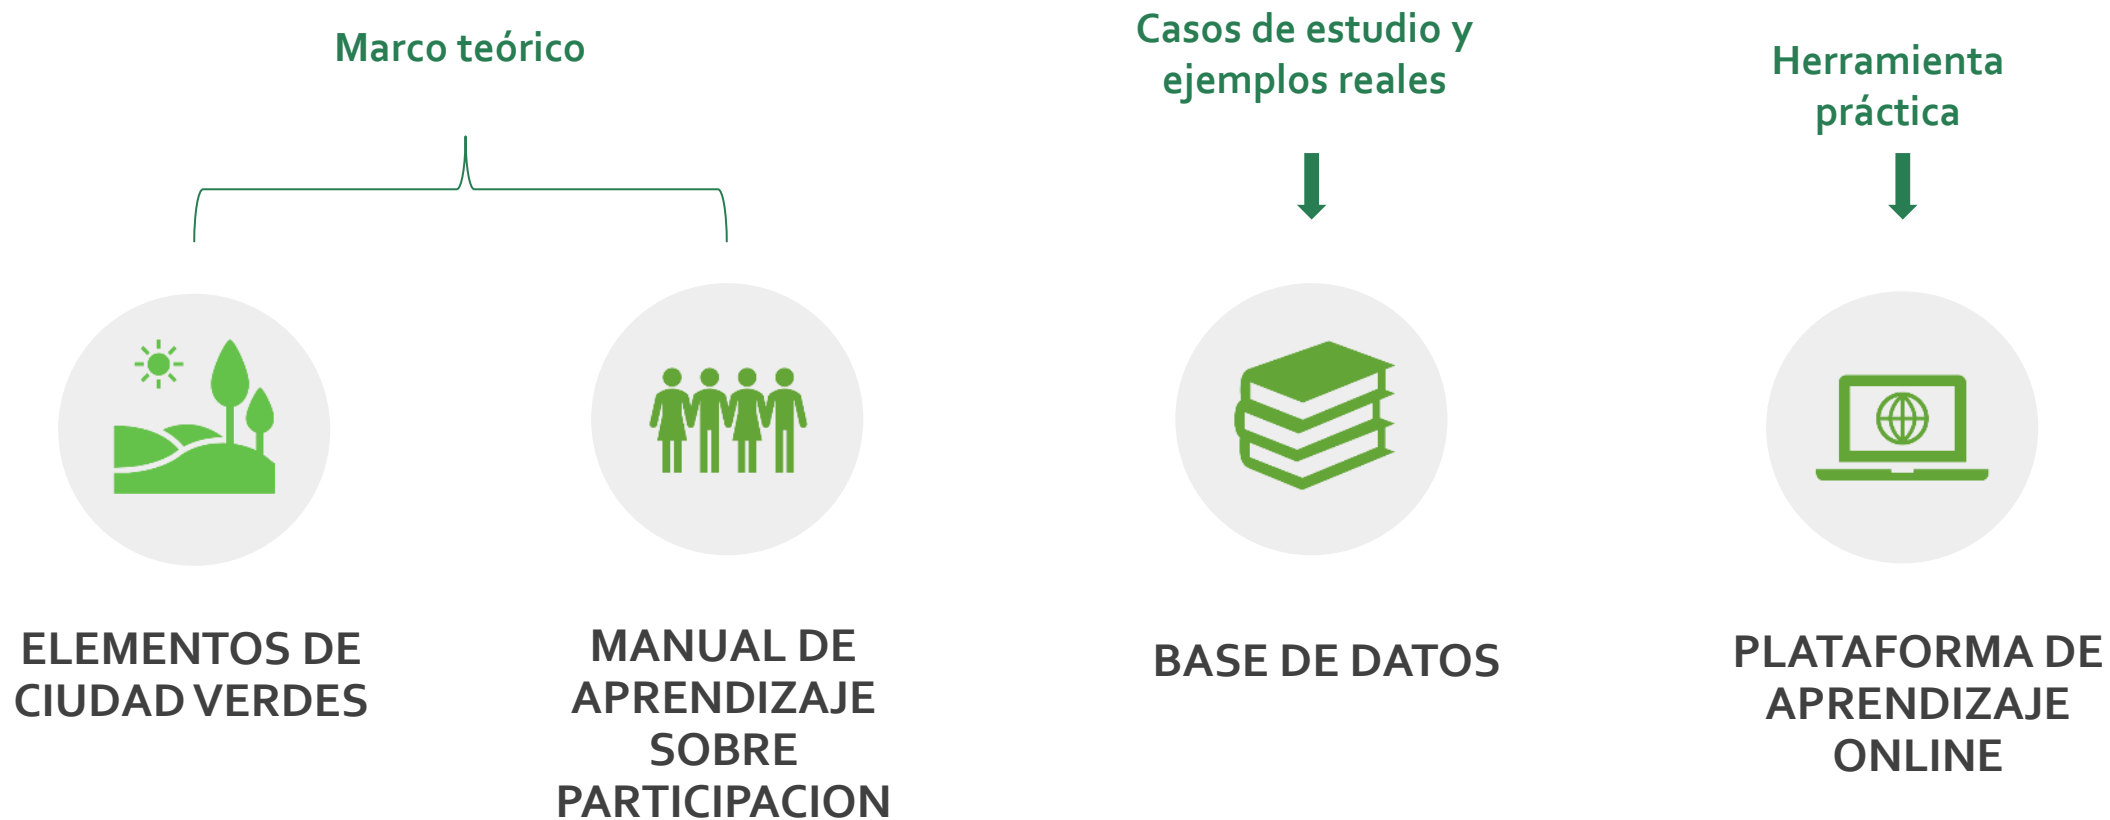 Marco teórico
Casos de estudio y
ejemplos reales
Herramienta
práctica
ELEMENTOS DE
CIUDAD VERDES
MANUAL DE
APRENDIZAJE
SOBRE
PARTICIPACION
BASE DE DATOS
PLATAFORMA DE
APRENDIZAJE
ONLINE